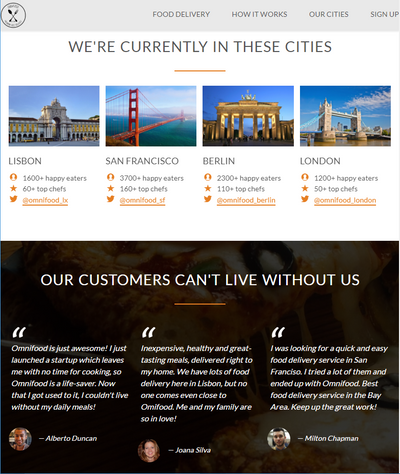 FOOD DELIVERY HOW IT WORKS OUR CITIES SIGN UP
WE'RE CURRENTLY IN THESE CITIES
LISBON
1600+ happy eaters
60+ top chefs
@omnifood_lx
SAN FRANCISCO
3700+ happy eaters
160+ top chefs
@omnifood_sf
BERLIN
2300+ happy eaters
110+ top chefs
@omnifood_berlin
LONDON
1200+ happy eaters
50+ top chefs
@omnifood_london
OUR CUSTOMERS CAN'T LIVE WITHOUT US
“
Omnifood is just awesome! I just
launched a startup which leaves
me with no time for cooking, so
Omnifood is a life-saver. Now
that I got used to it, I couldn't live
without my daily meals!
— Alberto Duncan
“
Inexpensive, healthy and great-
tasting meals, delivered right to
my home. We have lots of food
delivery here in Lisbon, but no
one comes even close to
Omifood. Me and my family are
so in love!
— Joana Silva
“
I was looking for a quick and easy
food delivery service in San
Franciso. I tried a lot of them and
ended up with Omnifood. Best
food delivery service in the Bay
Area. Keep up the great work!
— Milton Chapman